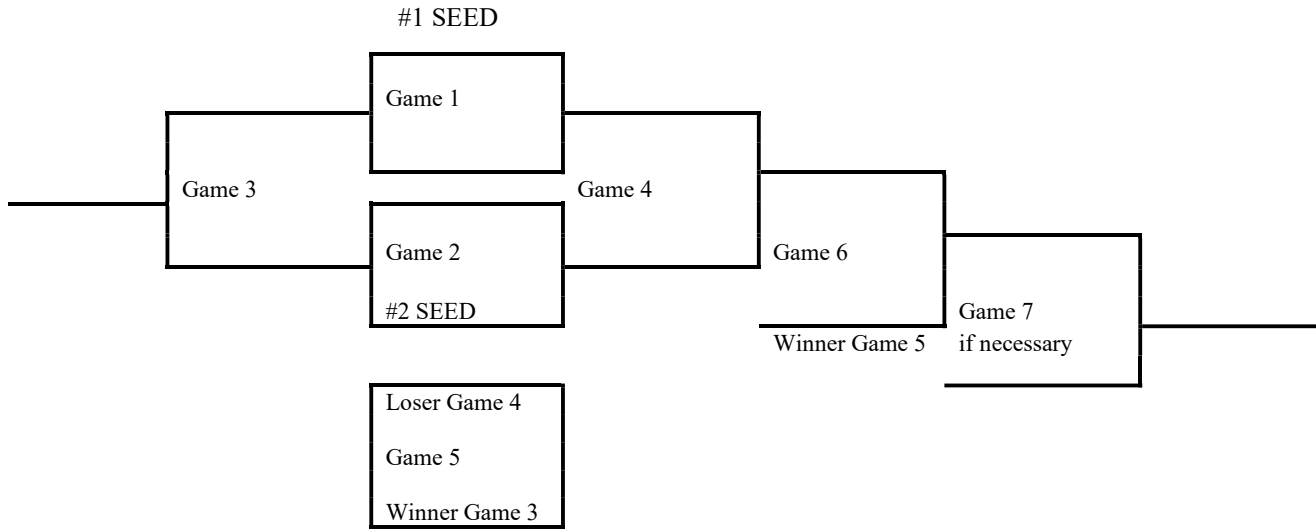 #1 SEED
Game 1
Game 3
Game 4
Game 2
Game 6
#2 SEED
Game 7
Winner Game 5
if necessary
Loser Game 4
Game 5
Winner Game 3